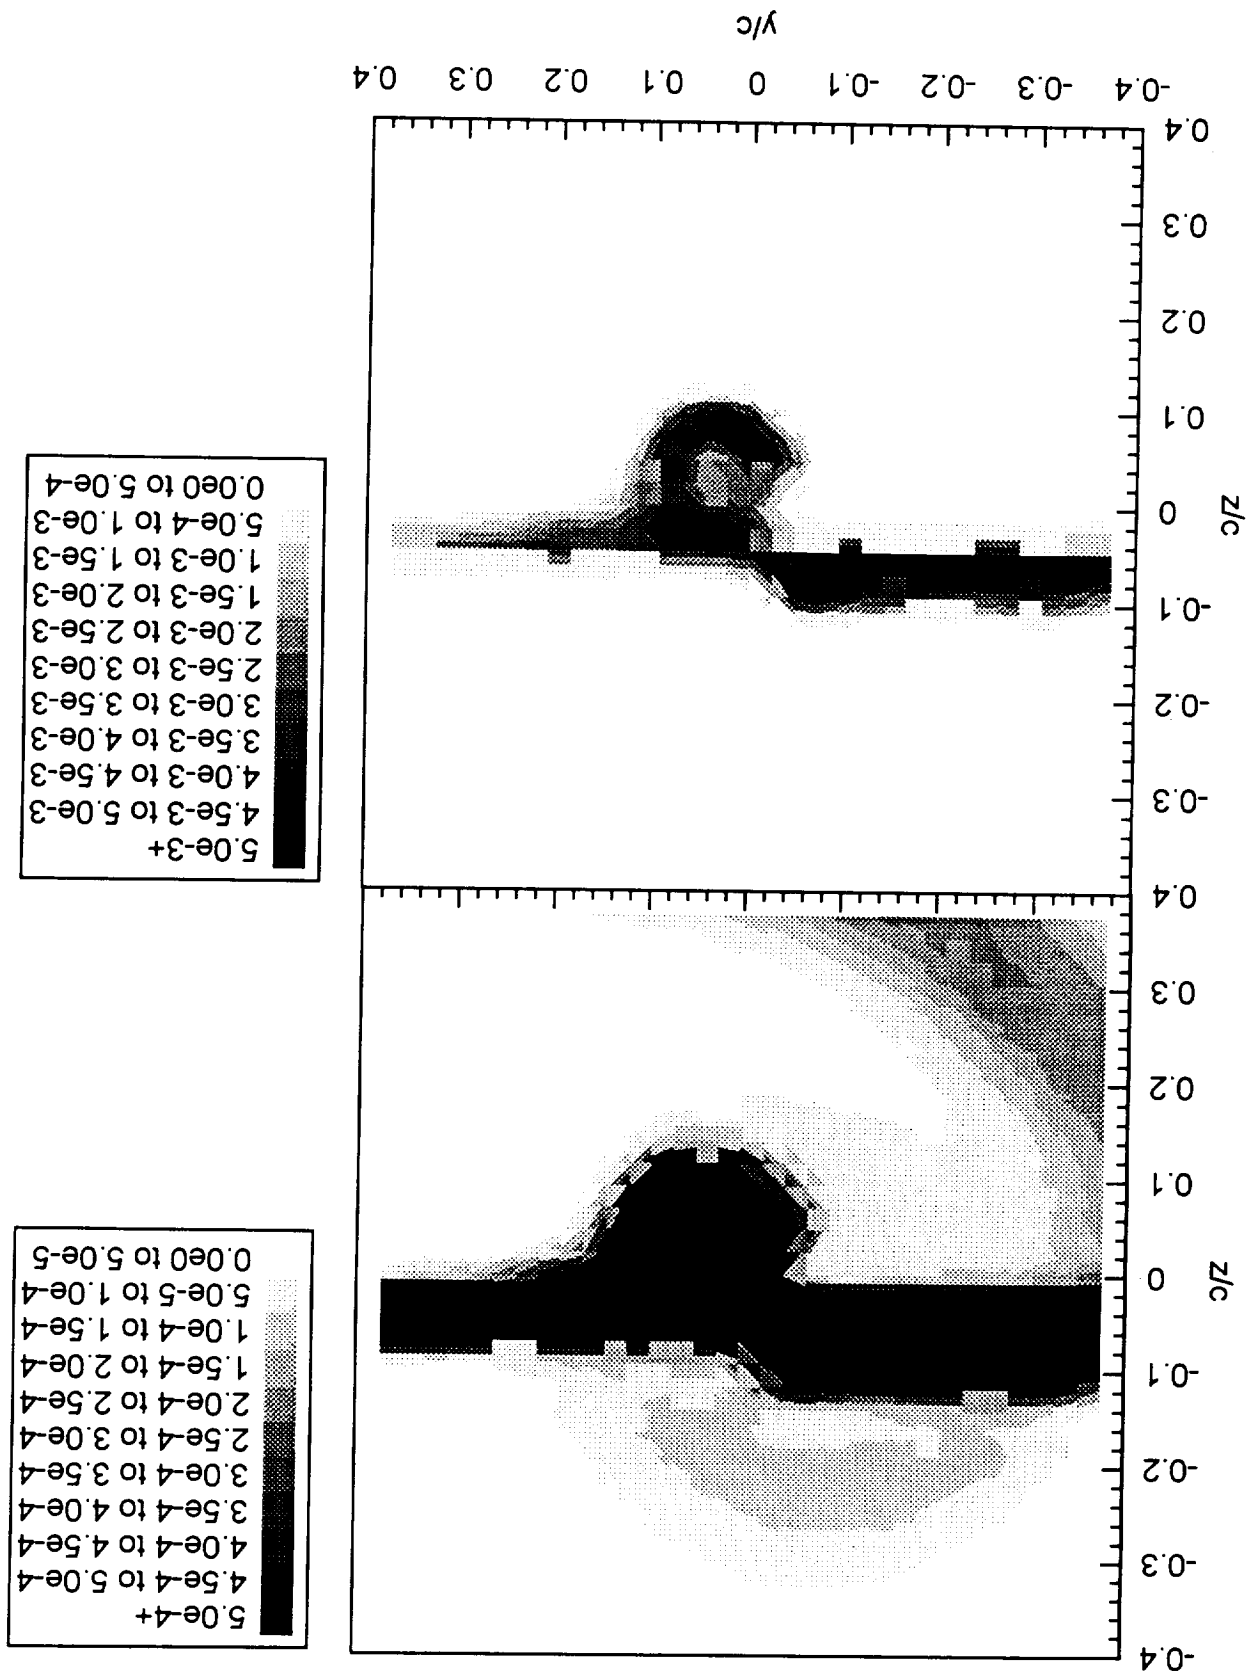 -0.4
-0.3
-0.2
-0.1
0
0.1
0.2
0.3
0.4
z/c
5.0e-4+
4.5e-4 to 5.0e-4
4.0e-4 to 4.5e-4
3.5e-4 to 4.0e-4
3.0e-4 to 3.5e-4
2.5e-4 to 3.0e-4
2.0e-4 to 2.5e-4
1.5e-4 to 2.0e-4
1.0e-4 to 1.5e-4
5.0e-5 to 1.0e-4
0.0e0 to 5.0e-5
-0.3
-0.2
-0.1
0
0.1
0.2
0.3
0.4
z/c
5.0e-3+
4.5e-3 to 5.0e-3
4.0e-3 to 4.5e-3
3.5e-3 to 4.0e-3
3.0e-3 to 3.5e-3
2.5e-3 to 3.0e-3
2.0e-3 to 2.5e-3
1.5e-3 to 2.0e-3
1.0e-3 to 1.5e-3
5.0e-4 to 1.0e-3
0.0e0 to 5.0e-4
-0.4 -0.3 -0.2 -0.1 0 0.1 0.2 0.3 0.4
y/c